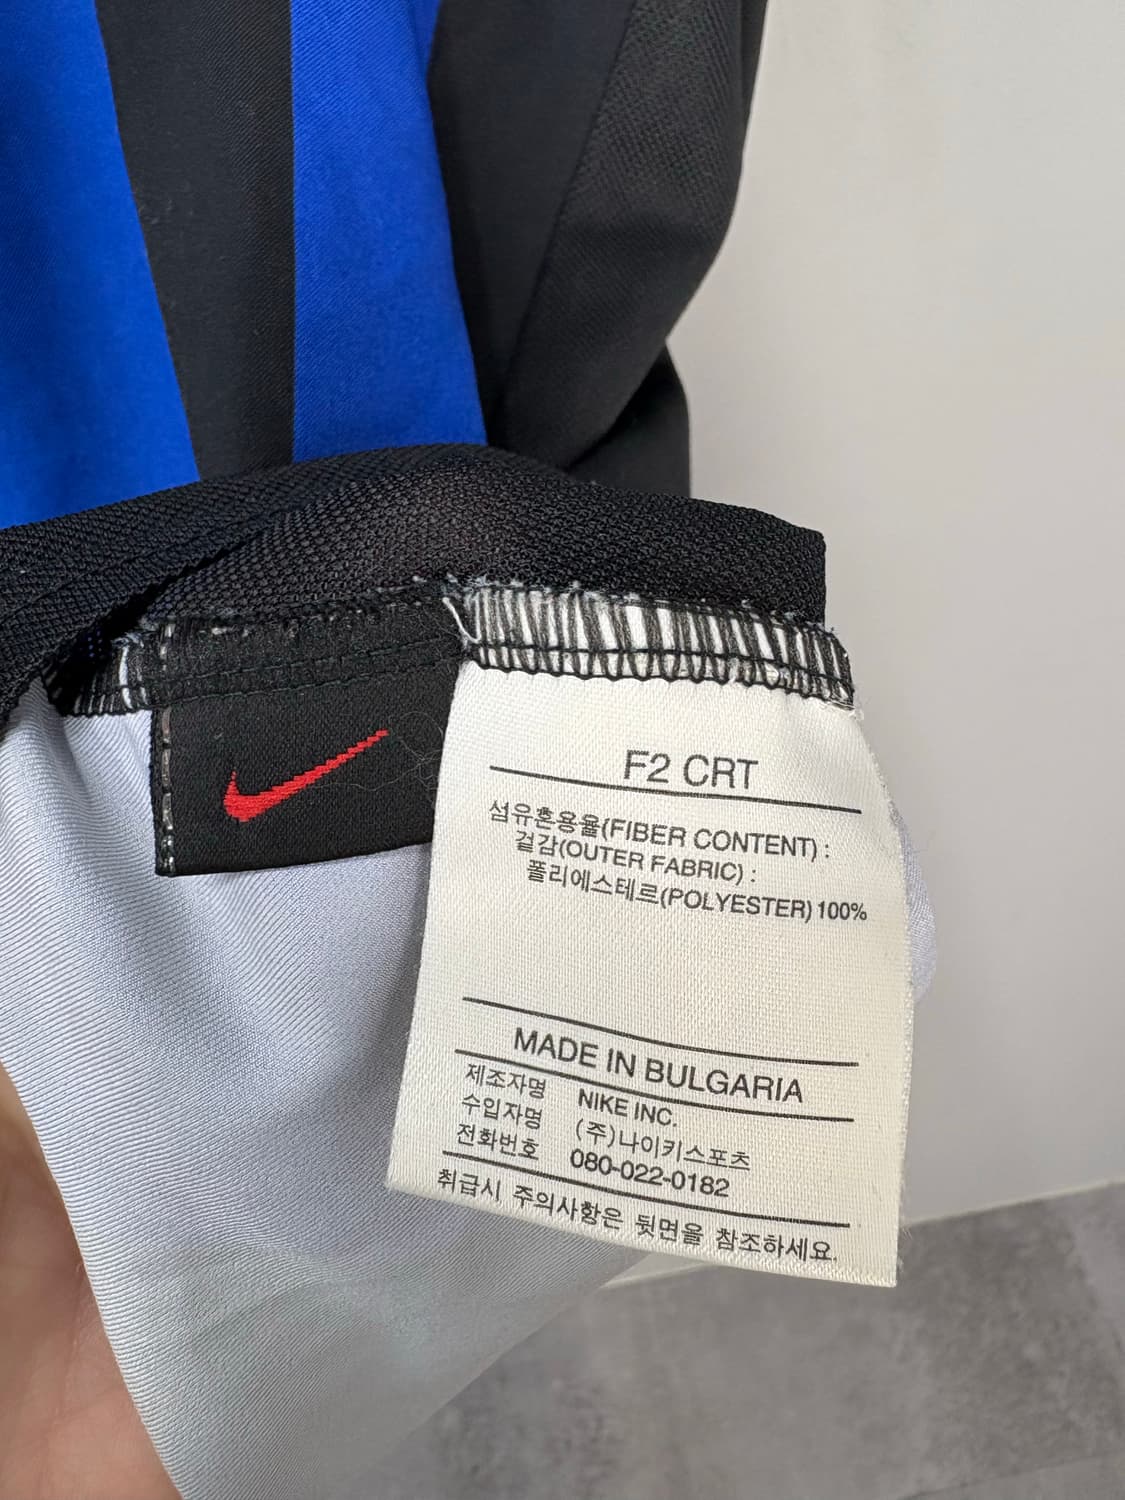 F2 CRT
섬유혼용율(FIBER CONTENT) :
겉감(OUTER FABRIC) :
폴리에스테르(POLYESTER) 100%
MADE IN BULGARIA
제조자명 NIKE INC.
수입자명 (주)나이키스포츠
전화번호 080-022-0182
취급시 주의사항은 뒷면을 참조하세요.